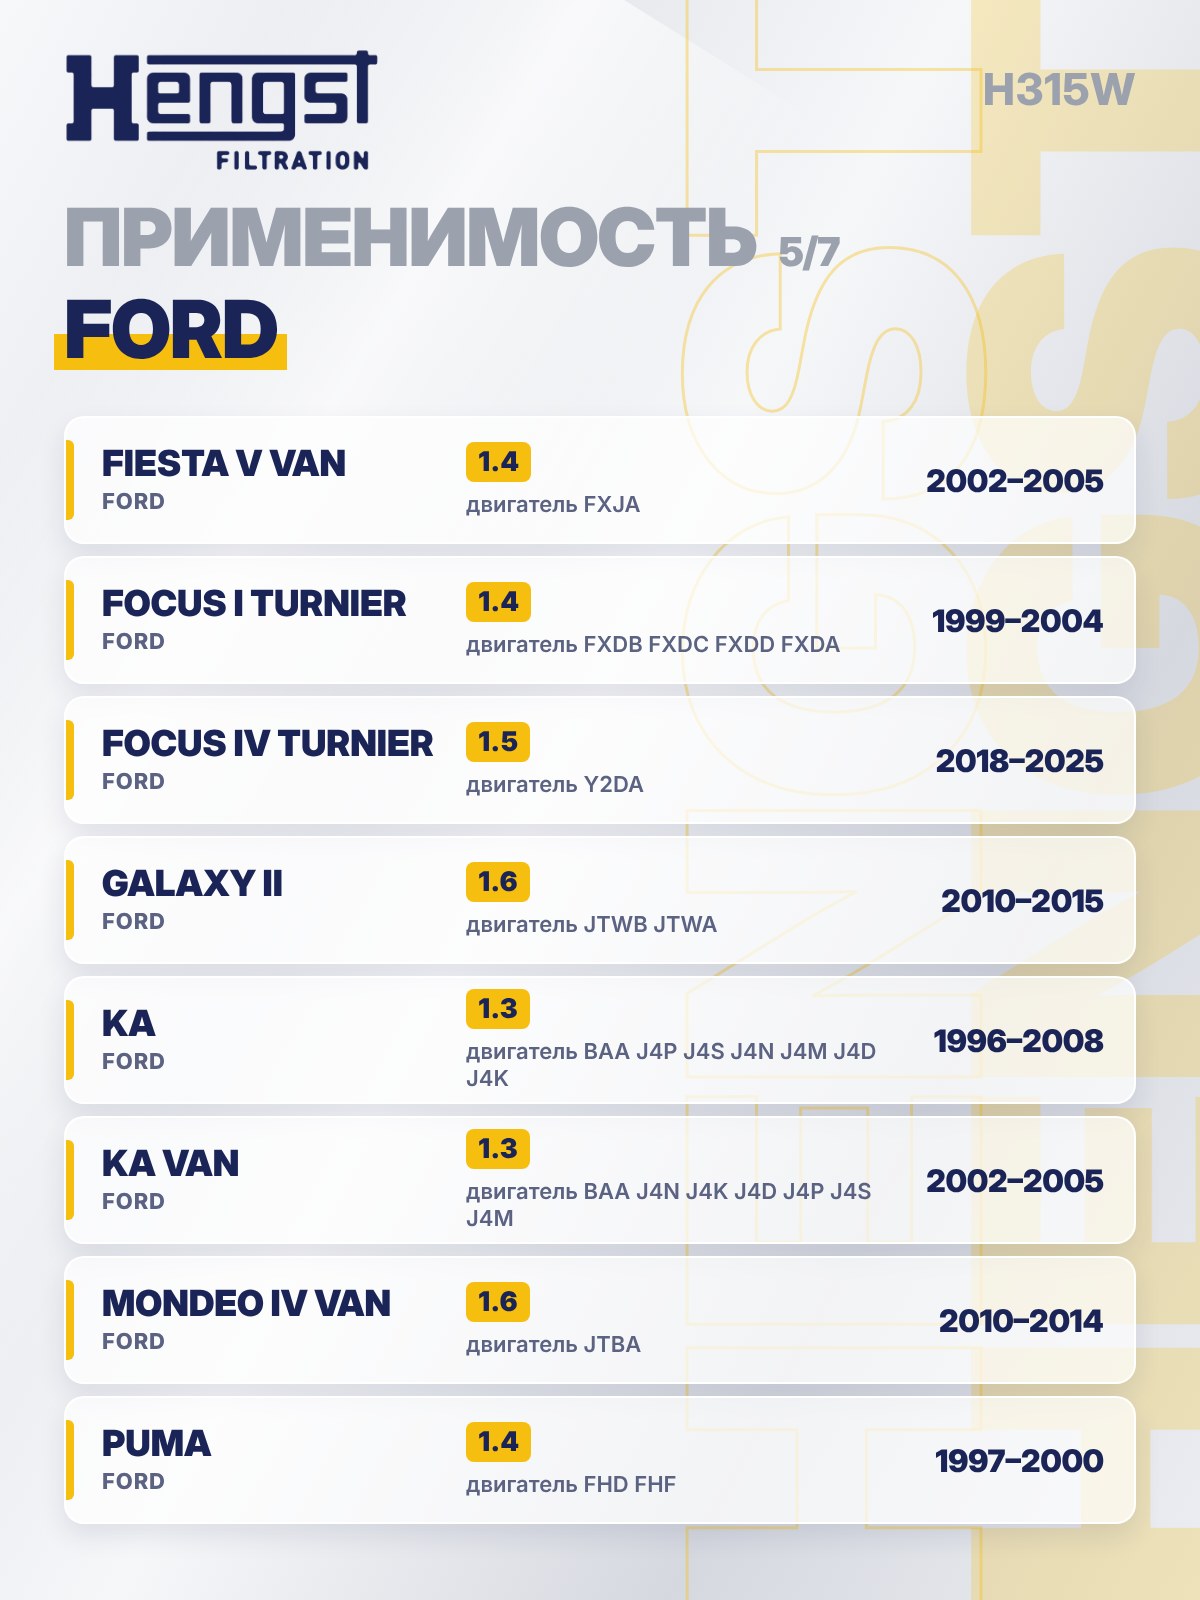 Hengst
FILTRATION
H315W
ПРИМЕНИМОСТЬ 5/7
FORD
FIESTA V VAN
FORD
1.4
двигатель FXJA
2002–2005
FOCUS I TURNIER
FORD
1.4
двигатель FXDB FXDC FXDD FXDA
1999–2004
FOCUS IV TURNIER
FORD
1.5
двигатель Y2DA
2018–2025
GALAXY II
FORD
1.6
двигатель JTWB JTWA
2010–2015
KA
FORD
1.3
двигатель BAA J4P J4S J4N J4M J4D
J4K
1996–2008
KA VAN
FORD
1.3
двигатель BAA J4N J4K J4D J4P J4S
J4M
2002–2005
MONDEO IV VAN
FORD
1.6
двигатель JTBA
2010–2014
PUMA
FORD
1.4
двигатель FHD FHF
1997–2000
HENGST
HENGST